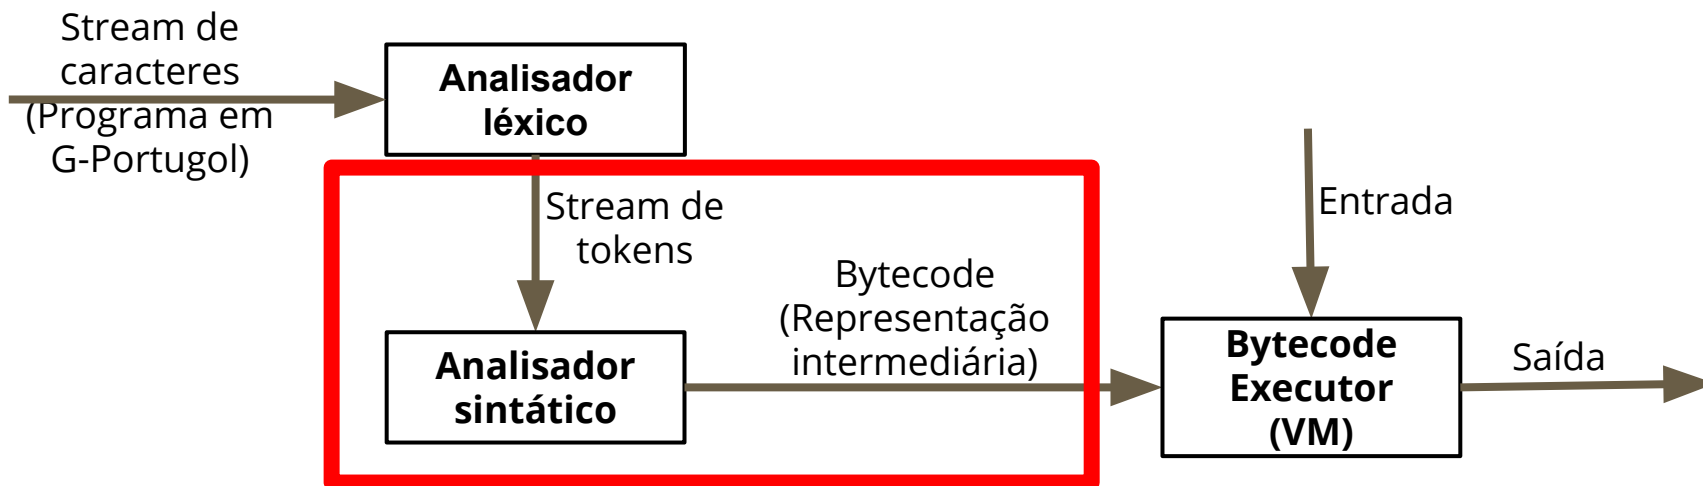 Stream de
caracteres
(Programa em
G-Portugol)
Analisador
léxico
Stream de
tokens
Analisador
sintático
Bytecode
(Representação
intermediária)
Entrada
Bytecode
Executor
(VM)
Saída